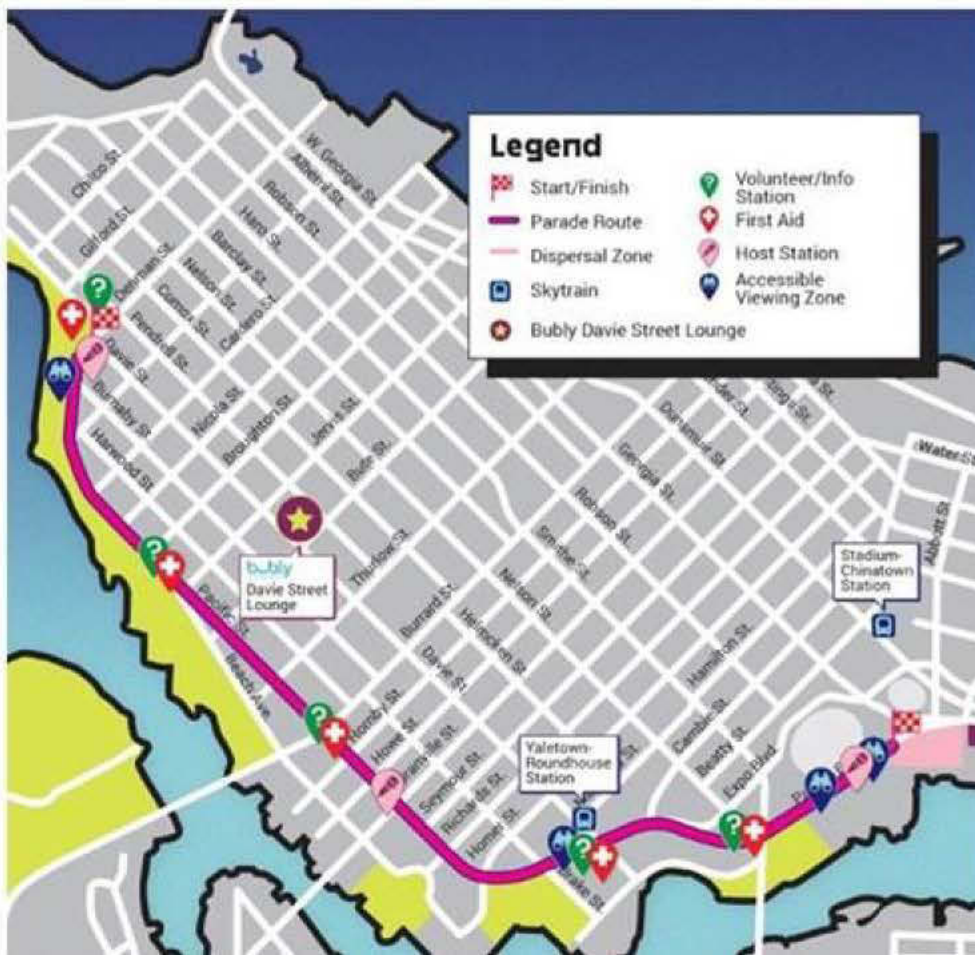 Legend
Start/Finish
Parade Route
Dispersal Zone
Skytrain
Bubly Davie Street Lounge
Volunteer/Info
Station
First Aid
Host Station
Accessible
Viewing Zone
W. Georgia St.
Alberni St.
Robson St.
Haro St.
Barclay St.
Nelson St.
Comox St.
Pendrell St.
Davie St.
Burnaby St.
Harwood St.
Chilco St.
Gilford St.
Denman St.
Cardero St.
Nicola St.
Broughton St.
Jervis St.
Bute St.
Thurlow St.
Burrard St.
Hornby St.
Howe St.
Seymour St.
Richards St.
Homer St.
Pacific St.
Beach Ave.
Davie St.
Helmcken St.
Nelson St.
Smithe St.
Robson St.
Georgia St.
Dunsmuir St.
Water St
Abbott St
Hamilton St.
Cambie St.
Beatty St.
Expo Blvd.
Drake St.
bubly
Davie Street
Lounge
Yaletown-
Roundhouse
Station
Stadium-
Chinatown
Station